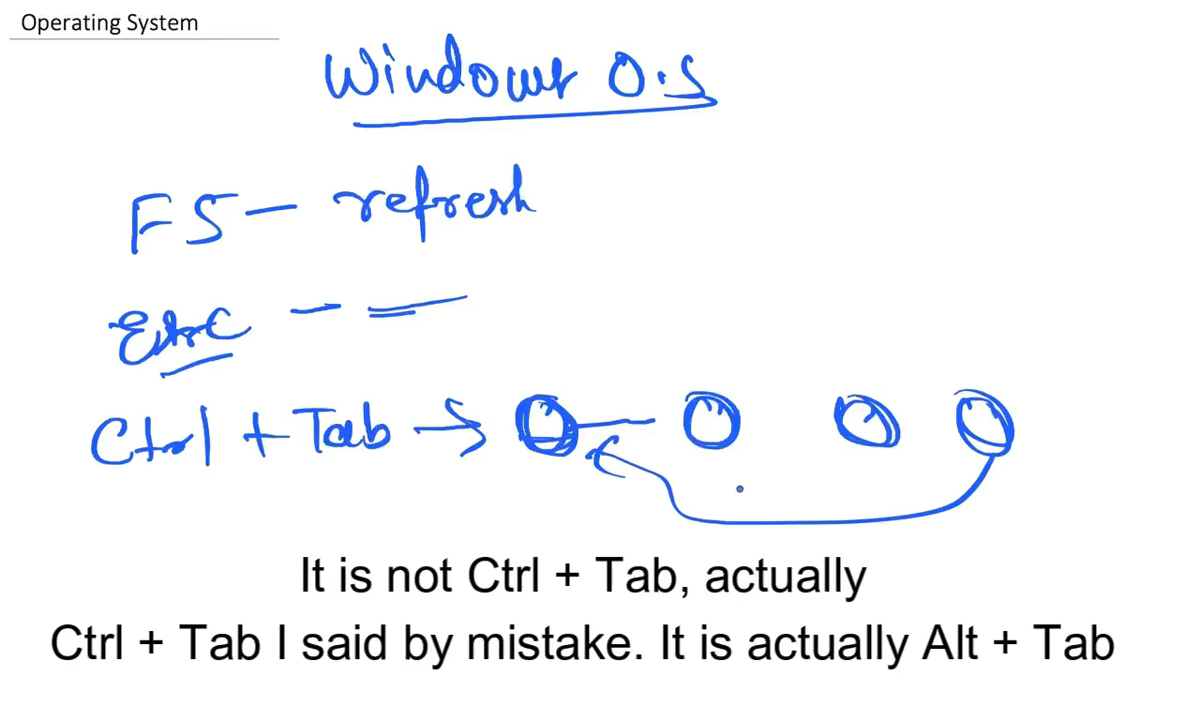 Operating System
Windows O.S
F5 - refresh
Ctrl + Tab →
It is not Ctrl + Tab, actually
Ctrl + Tab I said by mistake. It is actually Alt + Tab